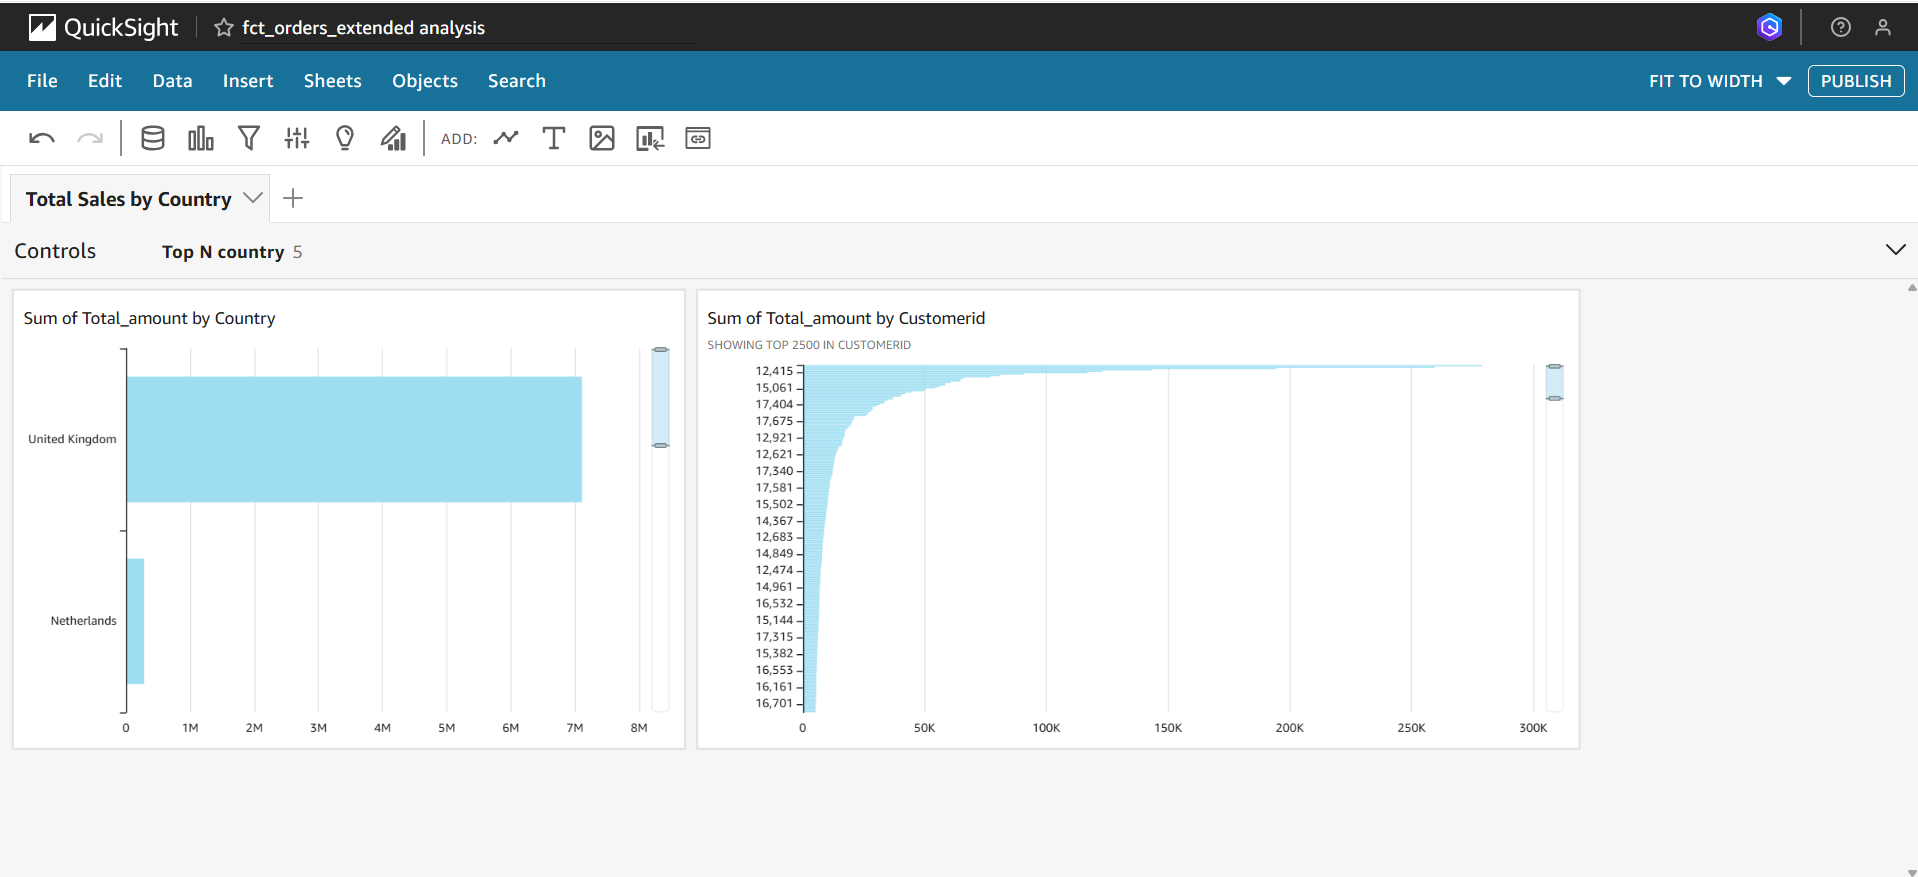 QuickSight
fct_orders_extended analysis
File Edit Data Insert Sheets Objects Search
FIT TO WIDTH
PUBLISH
ADD:
Total Sales by Country
Controls
Top N country 5
Sum of Total_amount by Country
United Kingdom
Netherlands
0 1M 2M 3M 4M 5M 6M 7M 8M
Sum of Total_amount by Customerid
SHOWING TOP 2500 IN CUSTOMERID
12,415
15,061
17,404
17,675
12,921
12,621
17,340
17,581
15,502
14,367
12,683
14,849
12,474
14,961
16,532
15,144
17,315
15,382
16,553
16,161
16,701
0 50K 100K 150K 200K 250K 300K